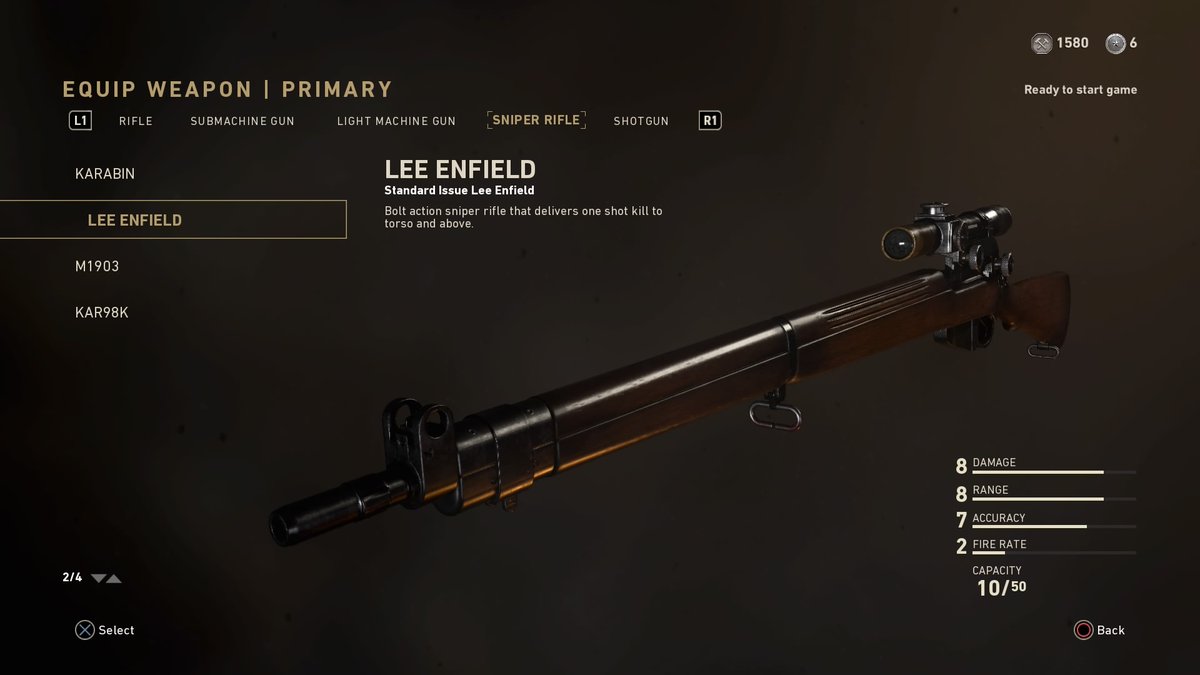 1580 6
EQUIP WEAPON | PRIMARY
Ready to start game
L1 RIFLE SUBMACHINE GUN LIGHT MACHINE GUN SNIPER RIFLE SHOTGUN R1
KARABIN
LEE ENFIELD
M1903
KAR98K
LEE ENFIELD
Standard Issue Lee Enfield
Bolt action sniper rifle that delivers one shot kill to
torso and above.
8 DAMAGE
8 RANGE
7 ACCURACY
2 FIRE RATE
CAPACITY
10/50
2/4
Select
Back